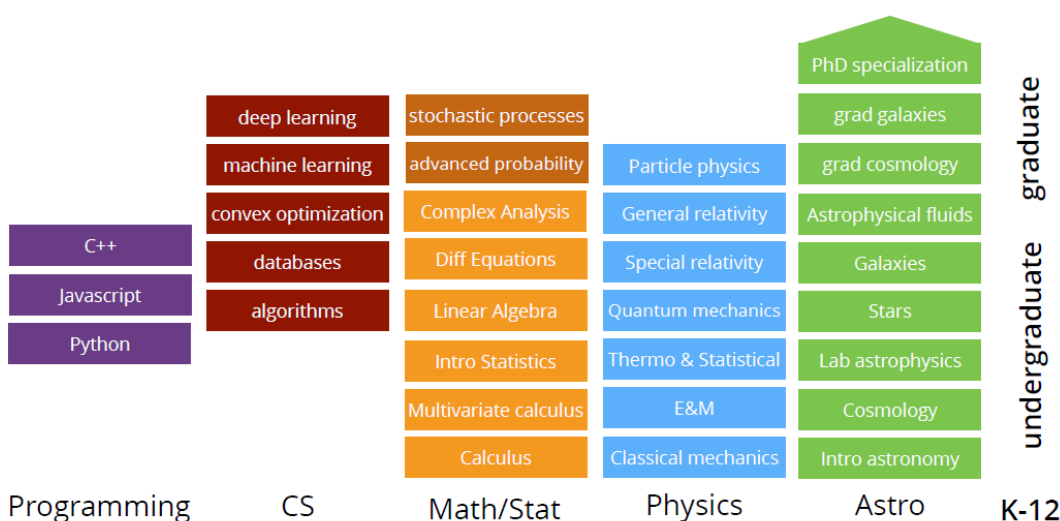 PhD specialization
deep learning
stochastic processes
grad galaxies
machine learning
advanced probability
Particle physics
grad cosmology
graduate
convex optimization
Complex Analysis
General relativity
Astrophysical fluids
C++
databases
Diff Equations
Special relativity
Galaxies
Javascript
algorithms
Linear Algebra
Quantum mechanics
Stars
Python
Intro Statistics
Thermo & Statistical
Lab astrophysics
undergraduate
Multivariate calculus
E&M
Cosmology
Calculus
Classical mechanics
Intro astronomy
Programming
CS
Math/Stat
Physics
Astro
K-12